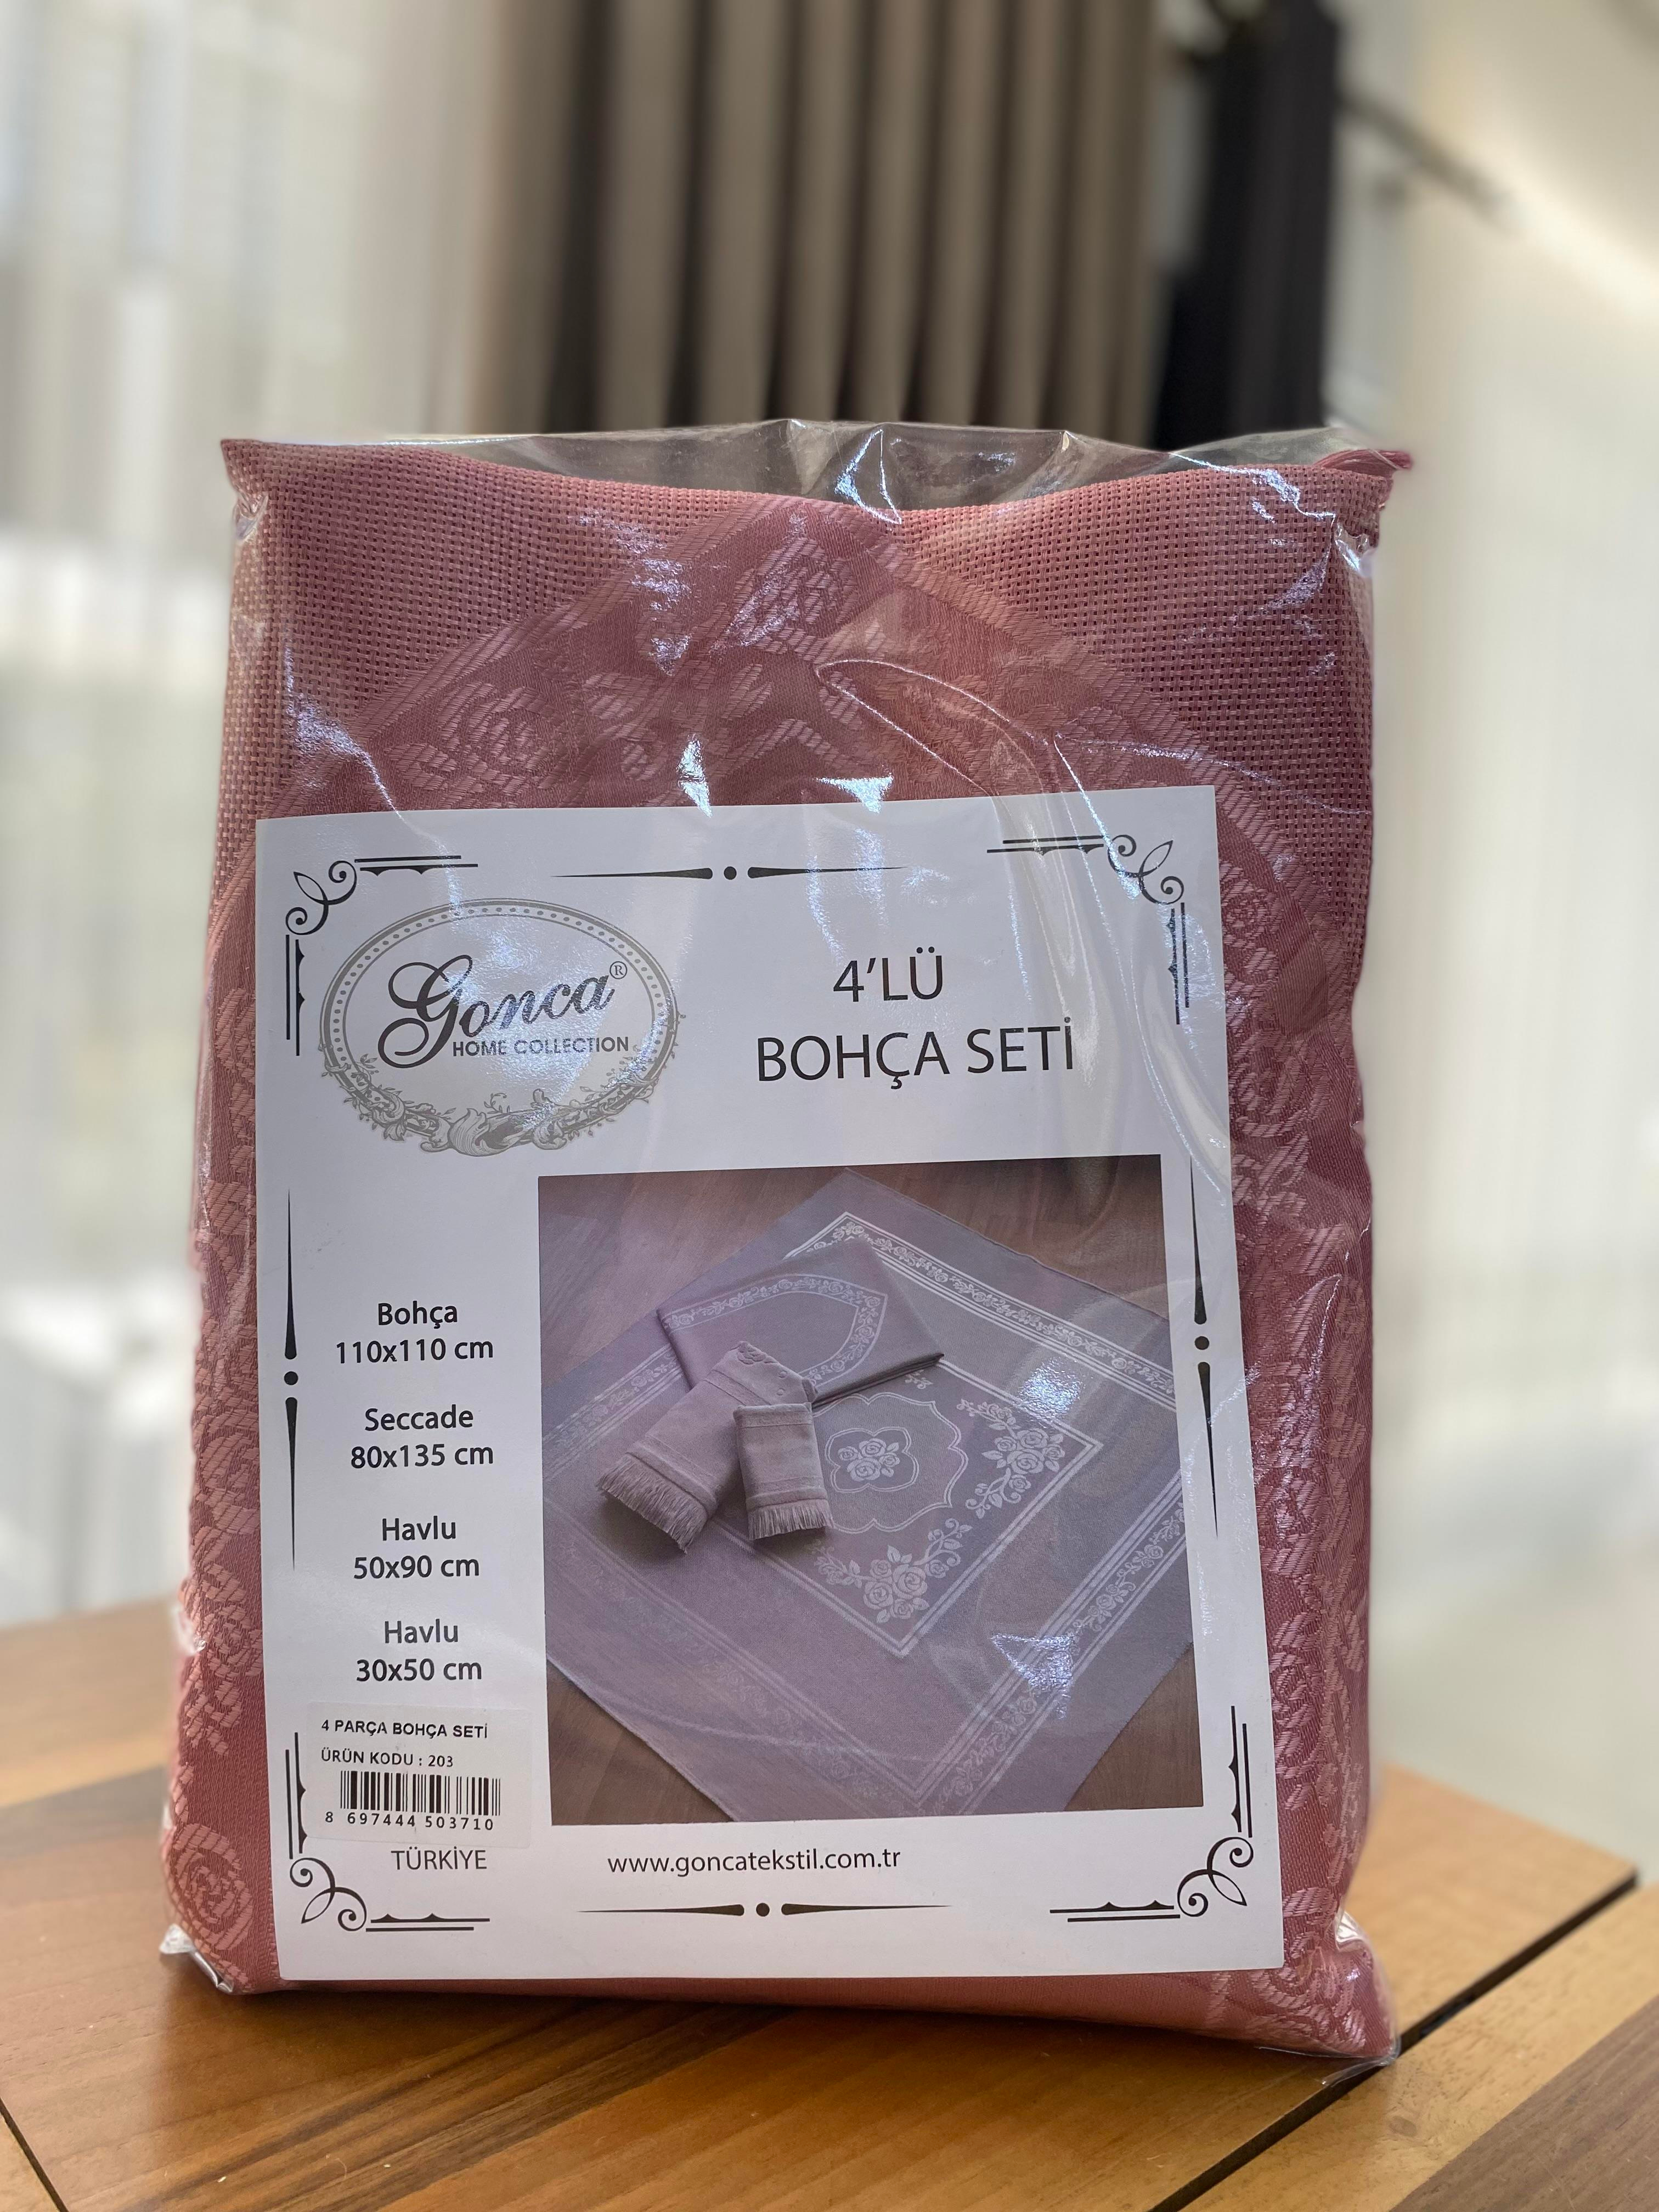 Gonca®
HOME COLLECTION
4'LÜ
BOHÇA SETİ
Bohça
110x110 cm
Seccade
80x135 cm
Havlu
50x90 cm
Havlu
30x50 cm
4 PARÇA BOHÇA SETİ
ÜRÜN KODU : 203
8 697444 503710
TÜRKİYE
www.goncatekstil.com.tr